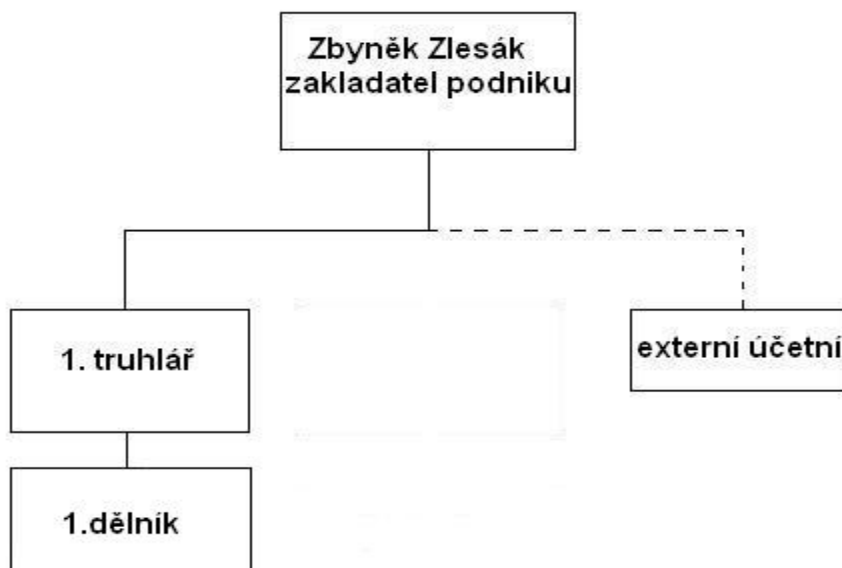 Zbyněk Zlesák
zakladatel podniku
1. truhlář
externí účetní
1.dělník